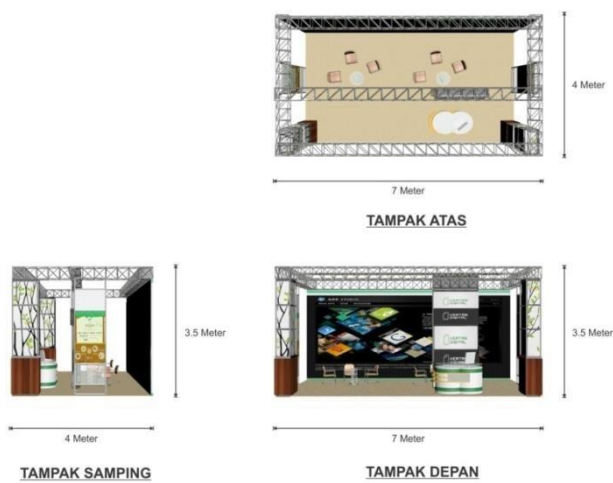 4 Meter
7 Meter
TAMPAK ATAS
3.5 Meter
4 Meter
TAMPAK SAMPING
3.5 Meter
7 Meter
TAMPAK DEPAN